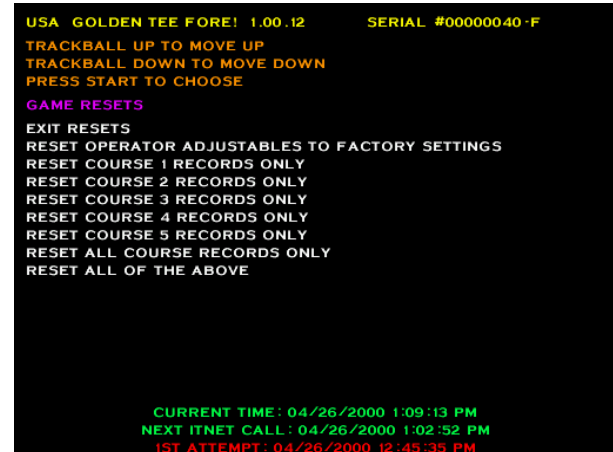 USA GOLDEN TEE FORE! 1.00.12 SERIAL #00000040-F
TRACKBALL UP TO MOVE UP
TRACKBALL DOWN TO MOVE DOWN
PRESS START TO CHOOSE
GAME RESETS
EXIT RESETS
RESET OPERATOR ADJUSTABLES TO FACTORY SETTINGS
RESET COURSE 1 RECORDS ONLY
RESET COURSE 2 RECORDS ONLY
RESET COURSE 3 RECORDS ONLY
RESET COURSE 4 RECORDS ONLY
RESET COURSE 5 RECORDS ONLY
RESET ALL COURSE RECORDS ONLY
RESET ALL OF THE ABOVE
CURRENT TIME: 04/26/2000 1:09:13 PM
NEXT ITNET CALL: 04/26/2000 1:02:52 PM
1ST ATTEMPT: 04/26/2000 12:45:35 PM